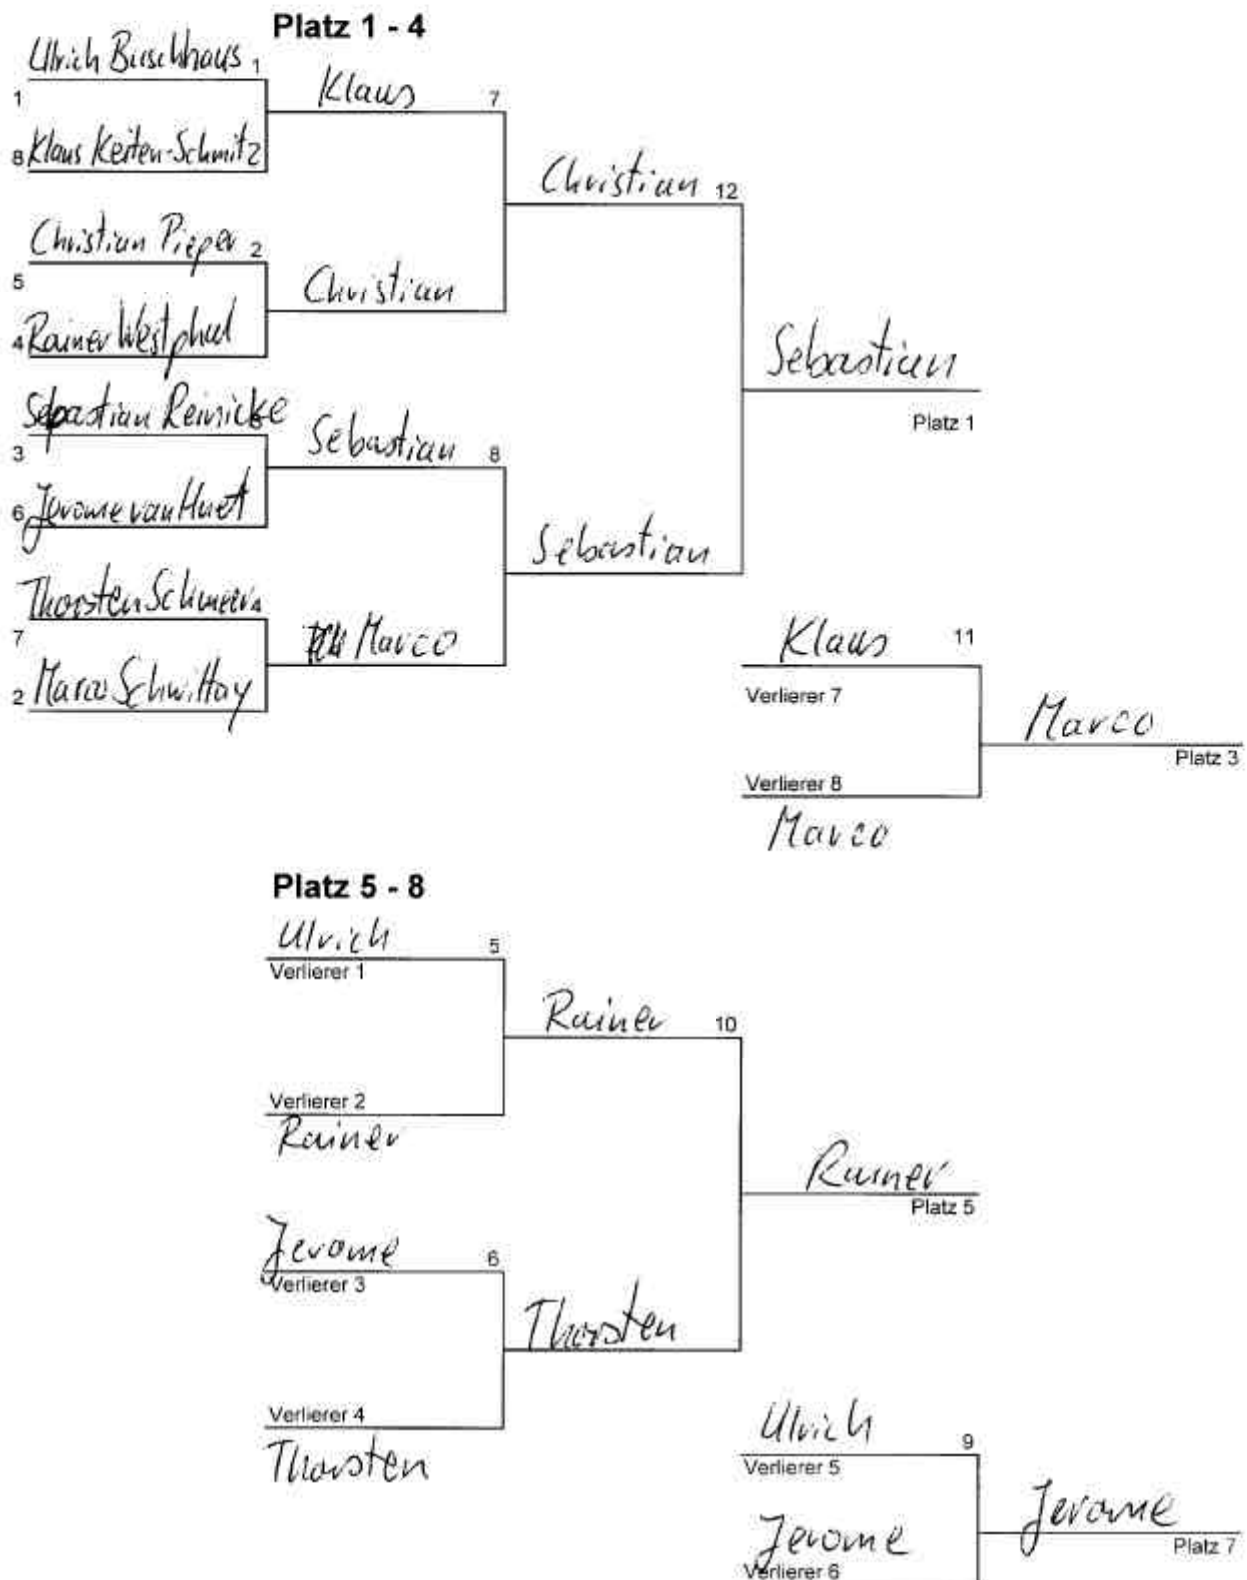 Platz 1 - 4
Ulrich Buschhaus 1
1
Klaus 7
8 Klaus Keiten-Schmitz
Christian 12
Christian Pieper 2
5
Christian
4 Rainer Westphal
Sebastian
Platz 1
Sebastian Reinicke
3
Sebastian 8
6 Jerome van Huet
Sebastian
Thorsten Schmeer 4
7
Marco
2 Marco Schwittay
Klaus 11
Verlierer 7
Marco
Platz 3
Verlierer 8
Marco
Platz 5 - 8
Ulrich 5
Verlierer 1
Rainer 10
Verlierer 2
Rainer
Rainer
Platz 5
Jerome 6
Verlierer 3
Thorsten
Verlierer 4
Thorsten
Ulrich 9
Verlierer 5
Jerome
Platz 7
Jerome
Verlierer 6